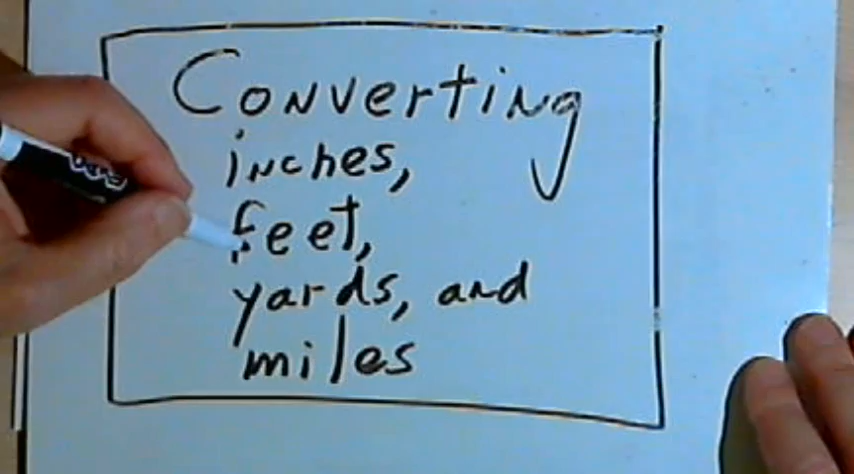 Converting
inches,
feet,
yards, and
miles